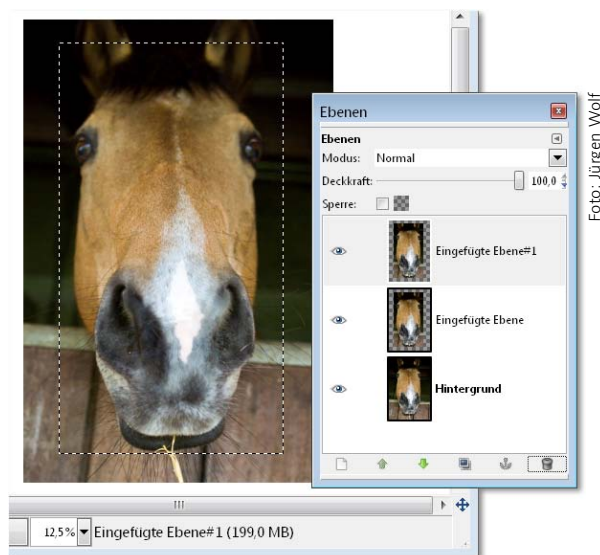 Ebenen
Ebenen
Modus: Normal
Deckkraft: 100,0
Sperre:
Eingefügte Ebene#1
Eingefügte Ebene
Hintergrund
12,5% Eingefügte Ebene#1 (199,0 MB)
Foto: Jürgen Wolf